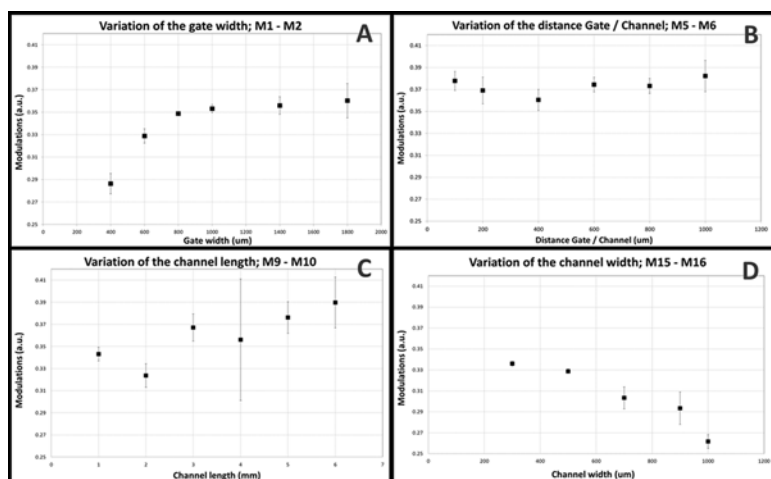 Variation of the gate width; M1 - M2
A
Modulations (a.u.)
0.41
0.39
0.37
0.35
0.33
0.31
0.29
0.27
0.25
0 200 400 600 800 1000 1200 1400 1600 1800 2000
Gate width (um)
Variation of the distance Gate / Channel; M5 - M6
B
Modulations (a.u.)
0.41
0.39
0.37
0.35
0.33
0.31
0.29
0.27
0.25
0 200 400 600 800 1000 1200
Distance Gate / Channel (um)
Variation of the channel length; M9 - M10
C
Modulations (a.u.)
0.41
0.39
0.37
0.35
0.33
0.31
0.29
0.27
0.25
0 1 2 3 4 5 6 7
Channel length (mm)
Variation of the channel width; M15 - M16
D
Modulations (a.u.)
0.41
0.39
0.37
0.35
0.33
0.31
0.29
0.27
0.25
0 200 400 600 800 1000 1200
Channel width (um)